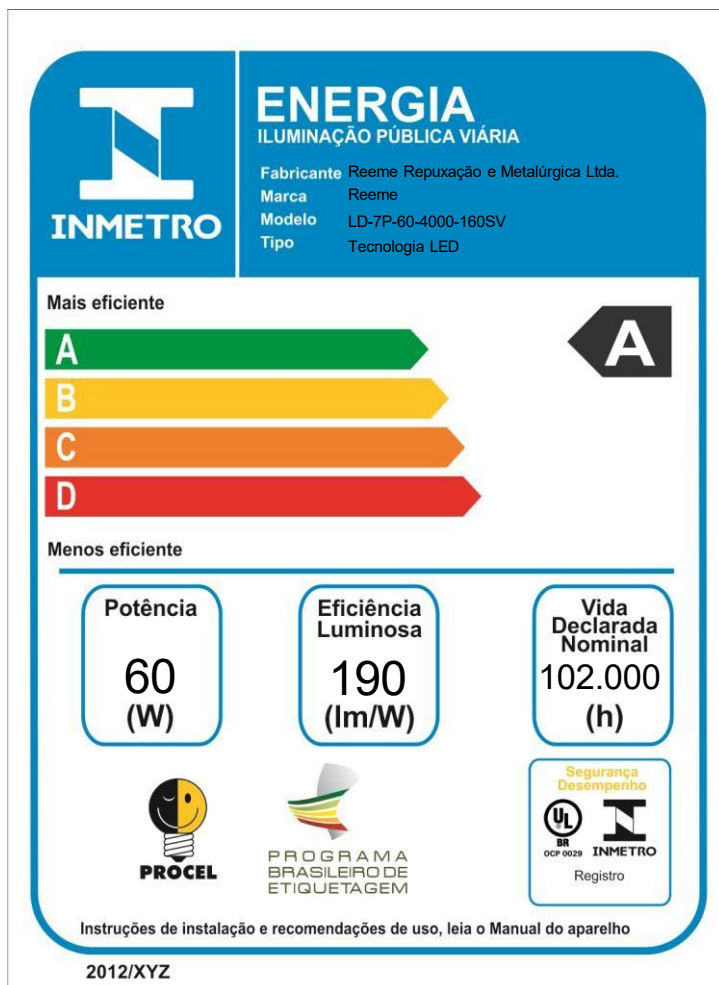 INMETRO
ENERGIA
ILUMINAÇÃO PÚBLICA VIÁRIA
Fabricante Reeme Repuxação e Metalúrgica Ltda.
Marca Reeme
Modelo LD-7P-60-4000-160SV
Tipo Tecnologia LED
Mais eficiente
A
A
B
C
D
Menos eficiente
Potência
60
(W)
Eficiência
Luminosa
190
(lm/W)
Vida
Declarada
Nominal
102.000
(h)
PROCEL
PROGRAMA
BRASILEIRO DE
ETIQUETAGEM
Segurança
Desempenho
UL
BR
OCP 0029
INMETRO
Registro
Instruções de instalação e recomendações de uso, leia o Manual do aparelho
2012/XYZ